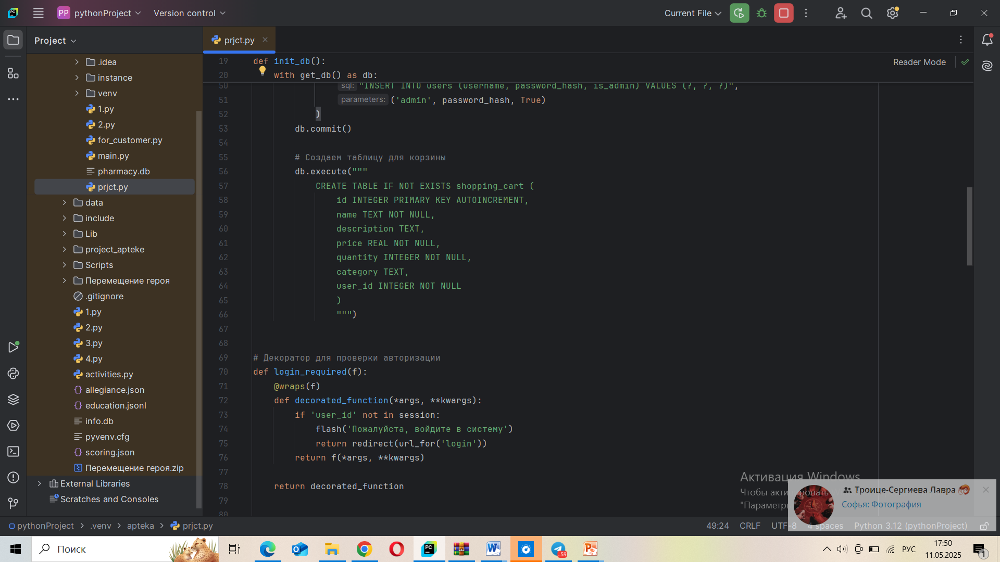 PP pythonProject
Version control
Current File
Project
prjct.py
Reader Mode
.idea
instance
venv
1.py
2.py
for_customer.py
main.py
pharmacy.db
prjct.py
data
include
Lib
project_apteke
Scripts
Перемещение героя
.gitignore
1.py
2.py
3.py
4.py
activities.py
allegiance.json
education.jsonl
info.db
pyvenv.cfg
scoring.json
Перемещение героя.zip
External Libraries
Scratches and Consoles
19 def init_db():
20 with get_db() as db:
50 sql: "INSERT INTO users (username, password_hash, is_admin) VALUES (?, ?, ?)",
51 parameters: ('admin', password_hash, True)
52 )
53 db.commit()
54
55 # Создаем таблицу для корзины
56 db.execute("""
57 CREATE TABLE IF NOT EXISTS shopping_cart (
58 id INTEGER PRIMARY KEY AUTOINCREMENT,
59 name TEXT NOT NULL,
60 description TEXT,
61 price REAL NOT NULL,
62 quantity INTEGER NOT NULL,
63 category TEXT,
64 user_id INTEGER NOT NULL
65 )
66 """)
67
68
69 # Декоратор для проверки авторизации
70 def login_required(f):
71 @wraps(f)
72 def decorated_function(*args, **kwargs):
73 if 'user_id' not in session:
74 flash('Пожалуйста, войдите в систему')
75 return redirect(url_for('login'))
76 return f(*args, **kwargs)
77
78 return decorated_function
79
80
Активация Windows
Чтобы активировать
"Параметры
Троице-Сергиева Лавра
Софья: Фотография
pythonProject > .venv > apteka > prjct.py
49:24 CRLF UTF-8 4 spaces Python 3.12 (pythonProject)
Поиск
PC
59
РУС
17:50
11.05.2025
1